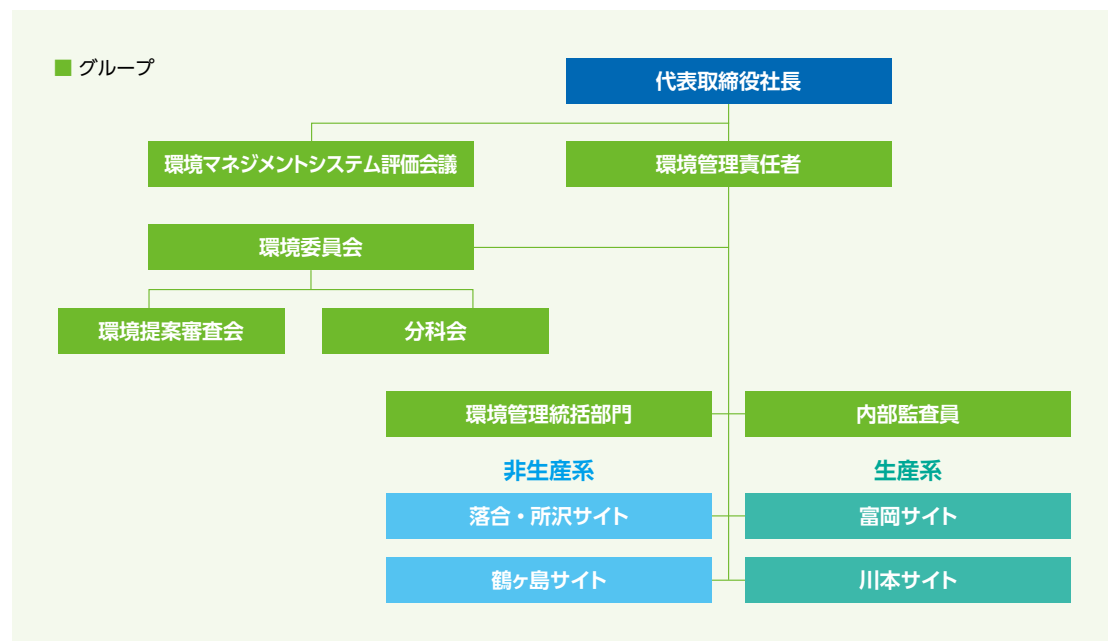 グループ
代表取締役社長
環境マネジメントシステム評価会議
環境管理責任者
環境委員会
環境提案審査会
分科会
環境管理統括部門
内部監査員
非生産系
生産系
落合・所沢サイト
富岡サイト
鶴ヶ島サイト
川本サイト